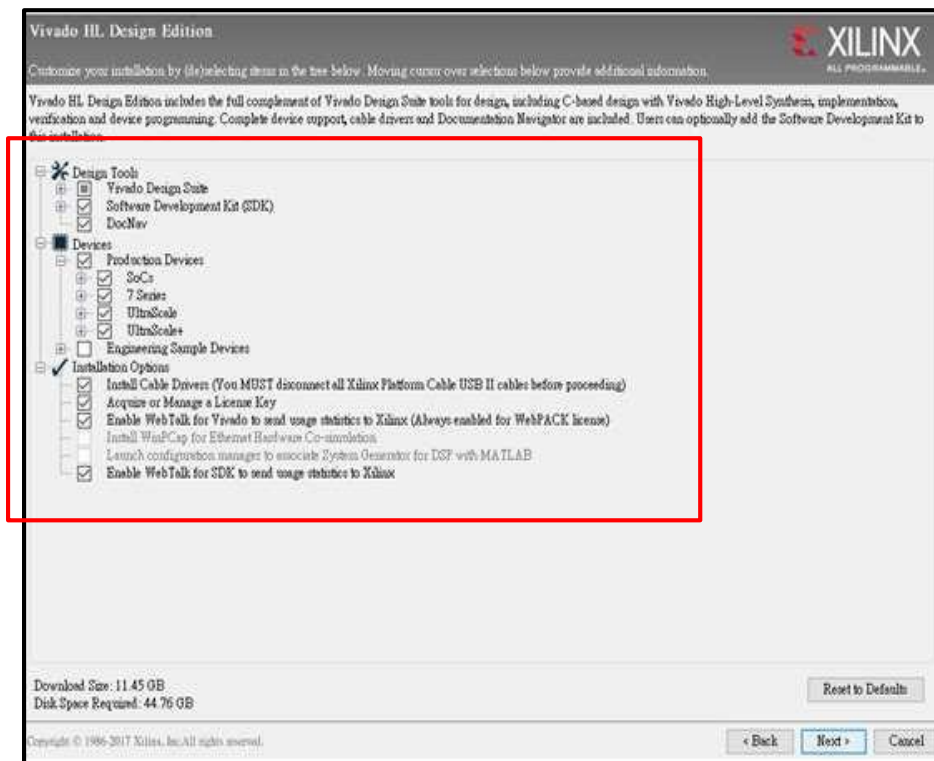 Vivado HL Design Edition
XILINX
ALL PROGRAMMABLE.
Customize your installation by (de)selecting items in the tree below. Moving cursor over selections below provide additional information.
Vivado HL Design Edition includes the full complement of Vivado Design Suite tools for design, including C-based design with Vivado High-Level Synthesis, implementation,
verification and device programming. Complete device support, cable drivers and Documentation Navigator are included. Users can optionally add the Software Development Kit to
this installation.
Design Tools
Vivado Design Suite
Software Development Kit (SDK)
DocNav
Devices
Production Devices
SoCs
7 Series
UltraScale
UltraScale+
Engineering Sample Devices
Installation Options
Install Cable Drivers (You MUST disconnect all Xilinx Platform Cable USB II cables before proceeding)
Acquire or Manage a License Key
Enable WebTalk for Vivado to send usage statistics to Xilinx (Always enabled for WebPACK license)
Install WinPCap for Ethernet Hardware Co-simulation
Launch configuration manager to associate System Generator for DSP with MATLAB
Enable WebTalk for SDK to send usage statistics to Xilinx
Download Size: 11.45 GB
Disk Space Required: 44.76 GB
Reset to Defaults
Copyright © 1986-2017 Xilinx, Inc. All rights reserved.
< Back
Next >
Cancel